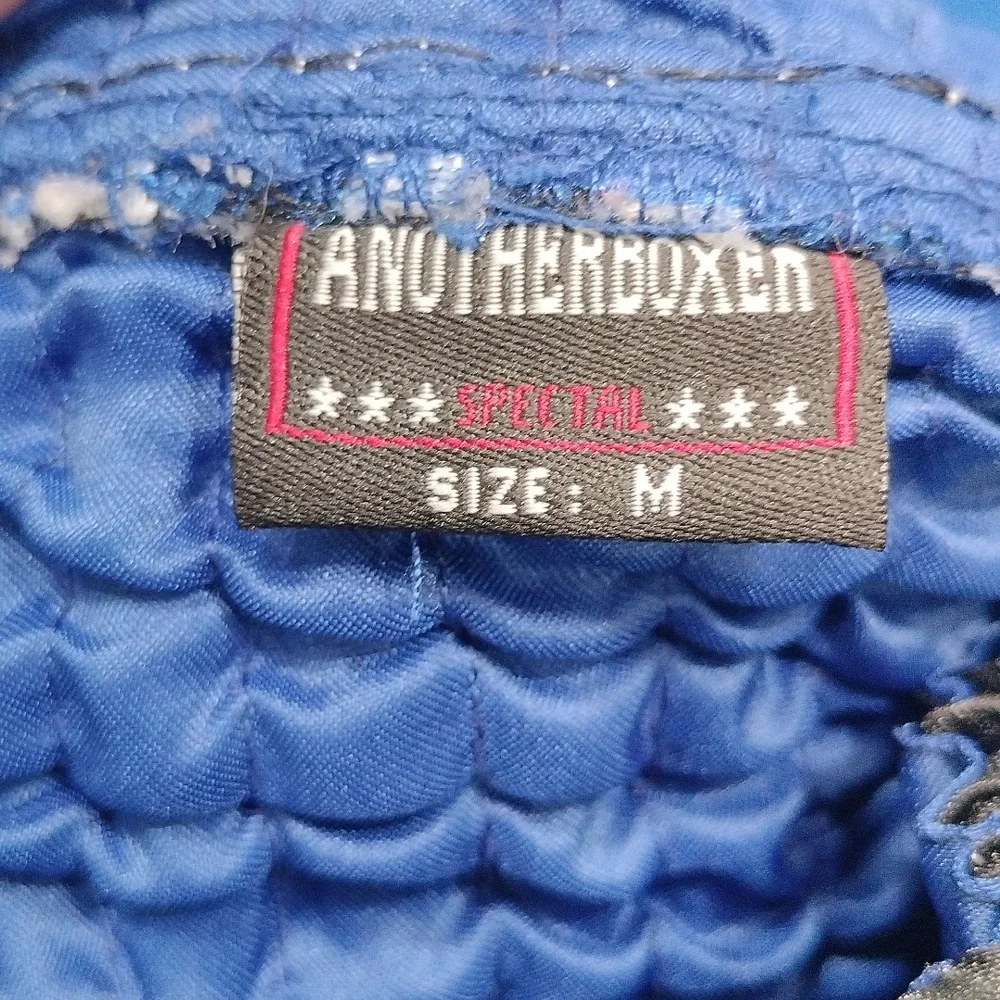 ANOTHERBOXER
★★★SPECTAL★★★
SIZE: M